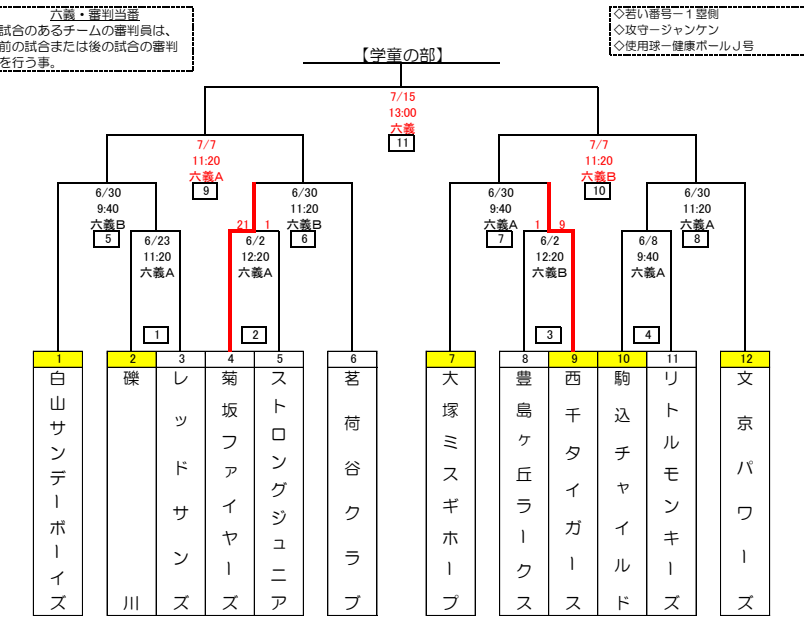 六義・審判当番
試合のあるチームの審判員は、
前の試合または後の試合の審判
を行う事。
◇若い番号－１塁側
◇攻守－ジャンケン
◇使用球－健康ボールＪ号
【学童の部】
7/15
13:00
六義
11
7/7
11:20
六義A
9
7/7
11:20
六義B
10
6/30
9:40
六義B
5
6/30
11:20
六義B
6
6/30
9:40
六義A
7
6/30
11:20
六義A
8
21 1
1 9
6/23
11:20
六義A
1
6/2
12:20
六義A
2
6/2
12:20
六義B
3
6/8
9:40
六義A
4
1
白山サンデーボーイズ
2
礫川
3
レッドサンズ
4
菊坂ファイヤーズ
5
ストロングジュニア
6
茗荷谷クラブ
7
大塚ミスギホープ
8
豊島ヶ丘ラークス
9
西千タイガース
10
駒込チャイルド
11
リトルモンキーズ
12
文京パワーズ